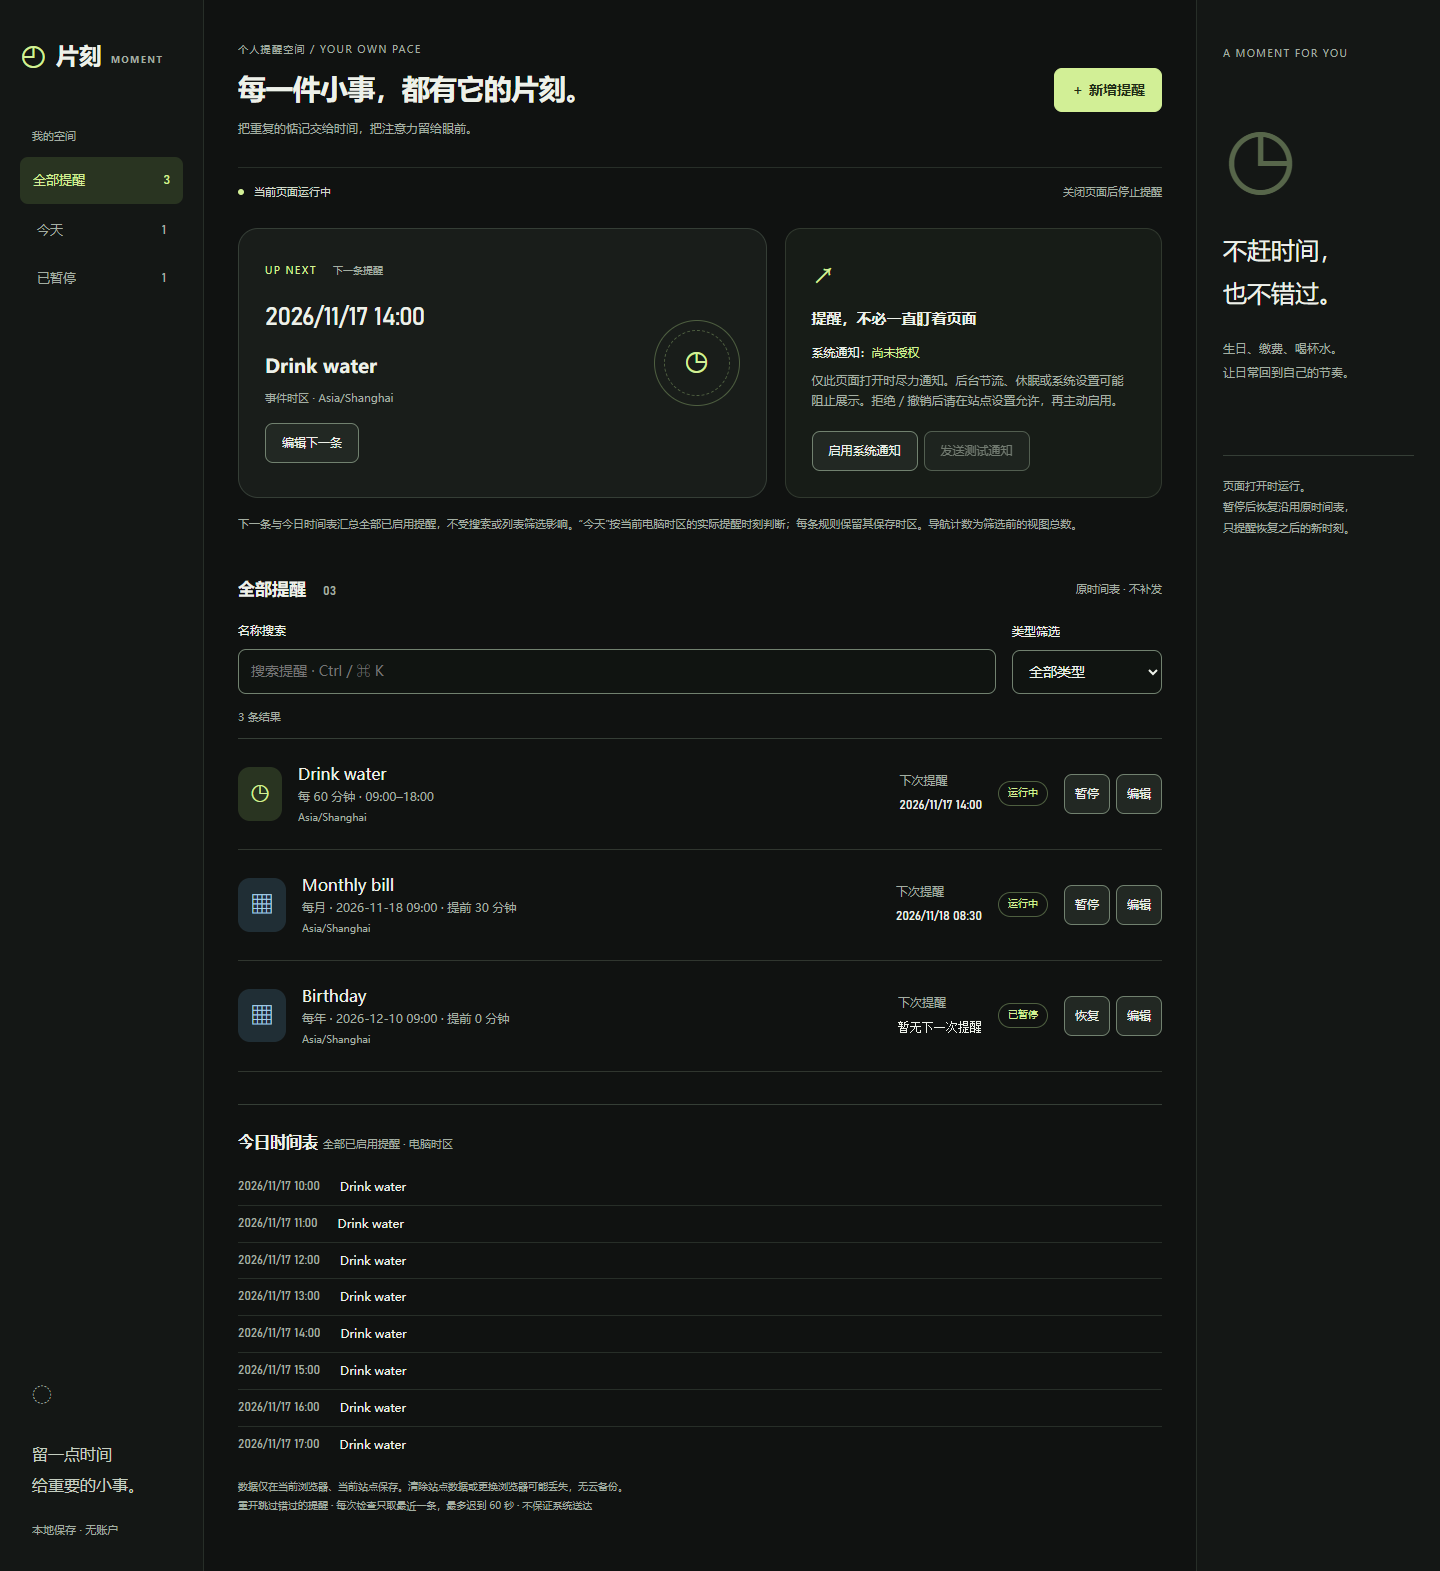 片刻 MOMENT
我的空间
全部提醒 3
今天 1
已暂停 1
留一点时间
给重要的小事。
本地保存 · 无账户
个人提醒空间 / YOUR OWN PACE
每一件小事，都有它的片刻。
把重复的惦记交给时间，把注意力留给眼前。
+ 新增提醒
当前页面运行中
关闭页面后停止提醒
UP NEXT 下一条提醒
2026/11/17 14:00
Drink water
事件时区 · Asia/Shanghai
编辑下一条
提醒，不必一直盯着页面
系统通知：尚未授权
仅此页面打开时尽力通知。后台节流、休眠或系统设置可能
阻止展示。拒绝 / 撤销后请在站点设置允许，再主动启用。
启用系统通知
发送测试通知
下一条与今日时间表汇总全部已启用提醒，不受搜索或列表筛选影响。“今天”按当前电脑时区的实际提醒时刻判断；每条规则保留其保存时区。导航计数为筛选前的视图总数。
全部提醒 03
原时间表 · 不补发
名称搜索
类型筛选
搜索提醒 · Ctrl / ⌘ K
全部类型
3 条结果
Drink water
每 60 分钟 · 09:00–18:00
Asia/Shanghai
下次提醒
2026/11/17 14:00
运行中
暂停
编辑
Monthly bill
每月 · 2026-11-18 09:00 · 提前 30 分钟
Asia/Shanghai
下次提醒
2026/11/18 08:30
运行中
暂停
编辑
Birthday
每年 · 2026-12-10 09:00 · 提前 0 分钟
Asia/Shanghai
下次提醒
暂无下一次提醒
已暂停
恢复
编辑
今日时间表 全部已启用提醒 · 电脑时区
2026/11/17 10:00 Drink water
2026/11/17 11:00 Drink water
2026/11/17 12:00 Drink water
2026/11/17 13:00 Drink water
2026/11/17 14:00 Drink water
2026/11/17 15:00 Drink water
2026/11/17 16:00 Drink water
2026/11/17 17:00 Drink water
数据仅在当前浏览器、当前站点保存。清除站点数据或更换浏览器可能丢失，无云备份。
重开跳过错过的提醒 · 每次检查只取最近一条，最多迟到 60 秒 · 不保证系统送达
A MOMENT FOR YOU
不赶时间，
也不错过。
生日、缴费、喝杯水。
让日常回到自己的节奏。
页面打开时运行。
暂停后恢复沿用原时间表，
只提醒恢复之后的新时刻。